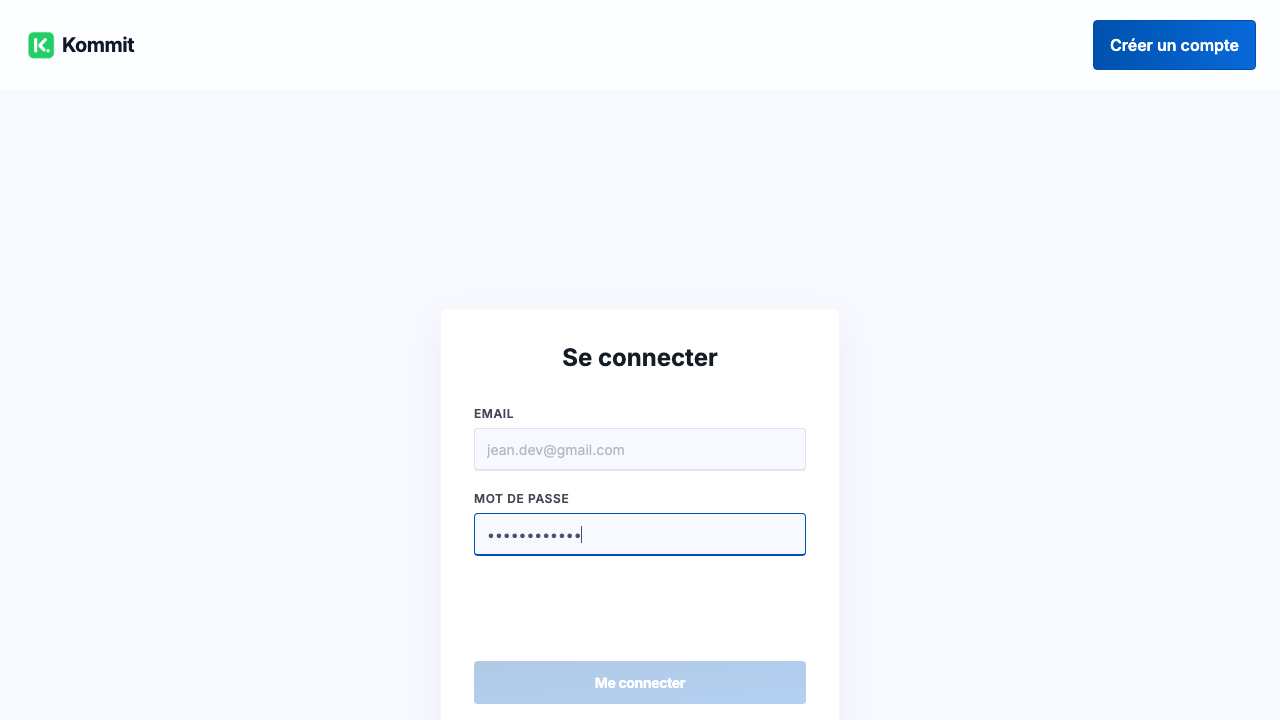 Kommit
Créer un compte
Se connecter
EMAIL
jean.dev@gmail.com
MOT DE PASSE
••••••••••••
Me connecter